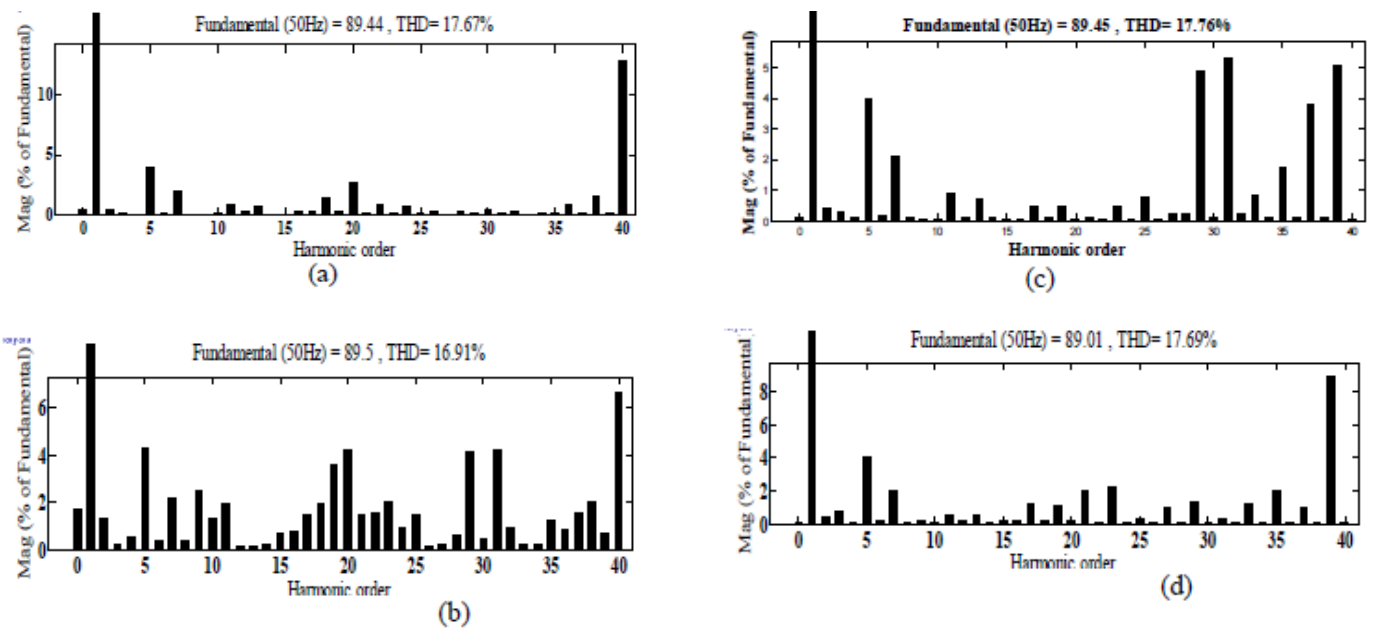 Fundamental (50Hz) = 89.44 , THD= 17.67%
Mag (% of Fundamental)
10
5
0
0 5 10 15 20 25 30 35 40
Harmonic order
(a)
Fundamental (50Hz) = 89.45 , THD= 17.76%
Mag (% of Fundamental)
5
4
3
2
1
0
0 5 10 15 20 25 30 35 40
Harmonic order
(c)
Fundamental (50Hz) = 89.5 , THD= 16.91%
Mag (% of Fundamental)
6
4
2
0
0 5 10 15 20 25 30 35 40
Harmonic order
(b)
Fundamental (50Hz) = 89.01 , THD= 17.69%
Mag (% of Fundamental
8
6
4
2
0
0 5 10 15 20 25 30 35 40
Harmonic order
(d)